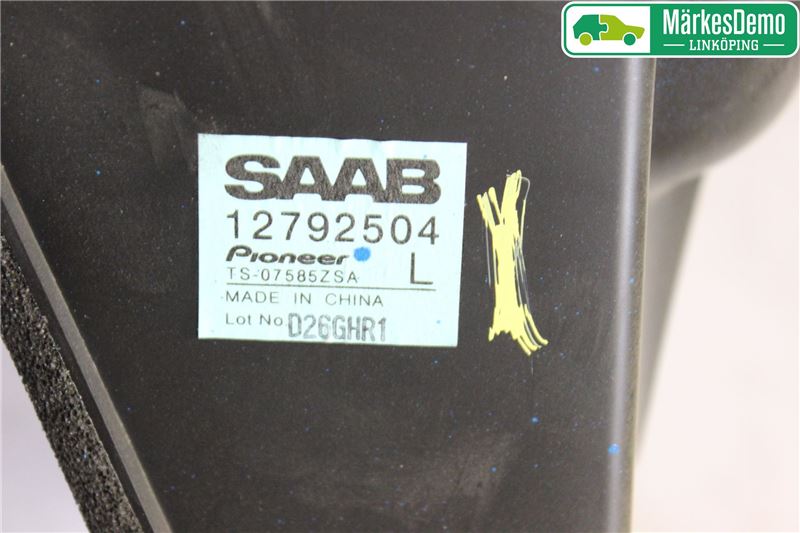 MärkesDemo
LINKÖPING
SAAB
12792504
Pioneer
TS-07585ZSA L
MADE IN CHINA
Lot No D26GHR1